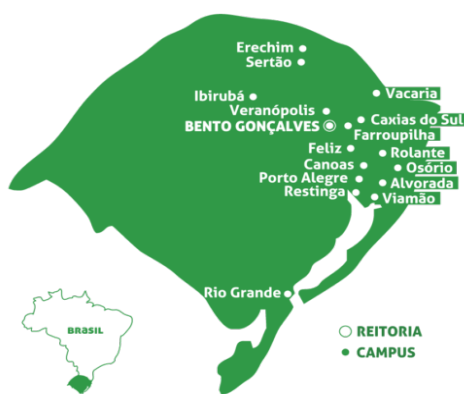 Erechim
Sertão
Vacaria
Ibirubá
Veranópolis
Caxias do Sul
BENTO GONÇALVES
Farroupilha
Feliz
Rolante
Canoas
Osório
Porto Alegre
Alvorada
Restinga
Viamão
Rio Grande
BRASIL
REITORIA
CAMPUS